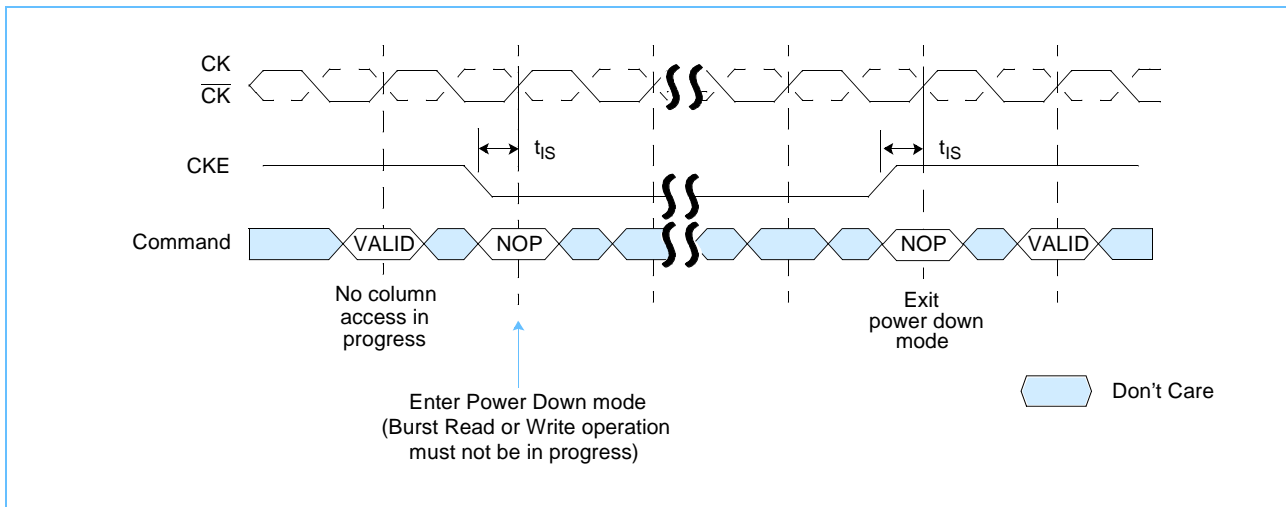 CK
CK
CKE
tIS
tIS
Command
VALID
NOP
NOP
VALID
No column
access in
progress
Exit
power down
mode
Don't Care
Enter Power Down mode
(Burst Read or Write operation
must not be in progress)